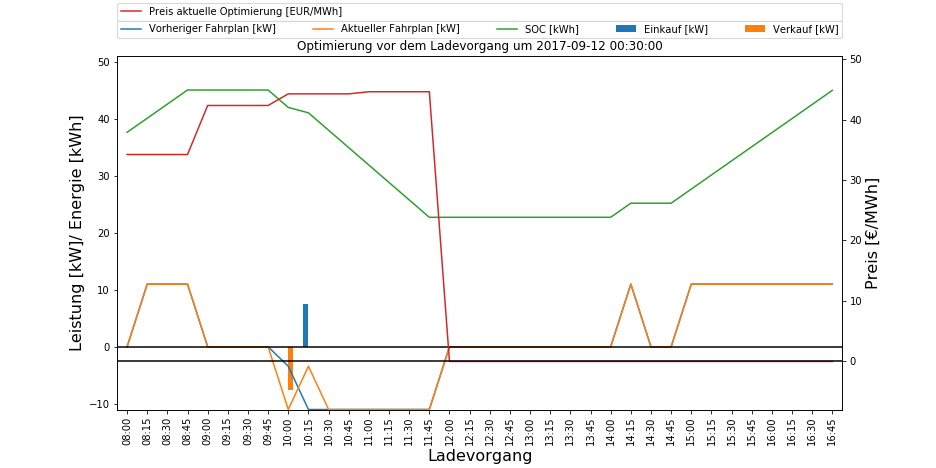 Preis aktuelle Optimierung [EUR/MWh]
Vorheriger Fahrplan [kW] Aktueller Fahrplan [kW] SOC [kWh] Einkauf [kW] Verkauf [kW]
Optimierung vor dem Ladevorgang um 2017-09-12 00:30:00
Leistung [kW]/ Energie [kWh]
50
40
30
20
10
0
−10
50
40
30
20
10
0
Preis [€/MWh]
08:00 08:15 08:30 08:45 09:00 09:15 09:30 09:45 10:00 10:15 10:30 10:45 11:00 11:15 11:30 11:45 12:00 12:15 12:30 12:45 13:00 13:15 13:30 13:45 14:00 14:15 14:30 14:45 15:00 15:15 15:30 15:45 16:00 16:15 16:30 16:45
Ladevorgang